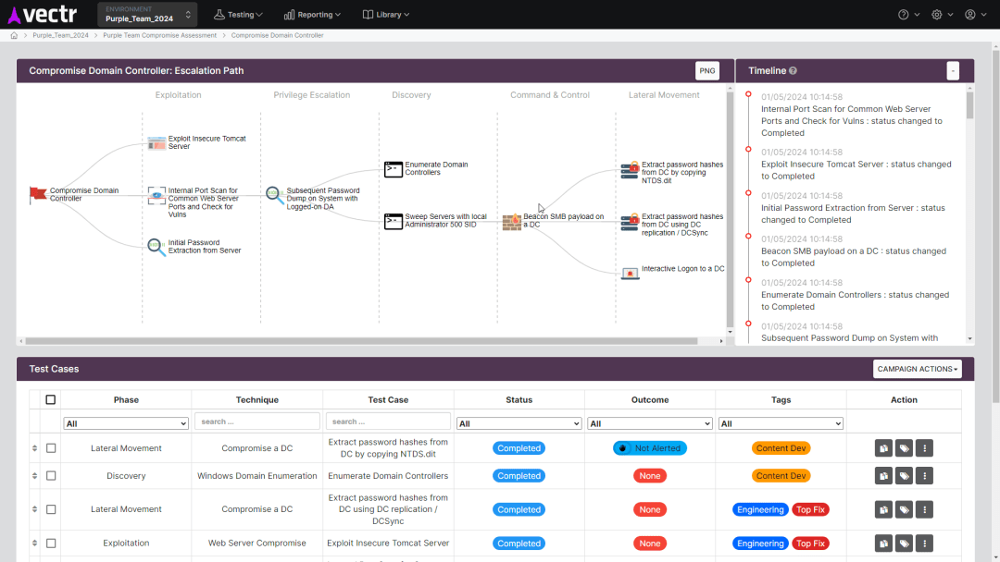 vectr
ENVIRONMENT
Purple_Team_2024
Testing
Reporting
Library
> Purple_Team_2024 > Purple Team Compromise Assessment > Compromise Domain Controller
Compromise Domain Controller: Escalation Path
PNG
Exploitation
Privilege Escalation
Discovery
Command & Control
Lateral Movement
Compromise Domain
Controller
Exploit Insecure Tomcat
Server
Internal Port Scan for
Common Web Server
Ports and Check for
Vulns
Initial Password
Extraction from Server
Subsequent Password
Dump on System with
Logged-on DA
Enumerate Domain
Controllers
Sweep Servers with local
Administrator 500 SID
Beacon SMB payload on
a DC
Extract password hashes
from DC by copying
NTDS.dit
Extract password hashes
from DC using DC
replication / DCSync
Interactive Logon to a DC
Timeline
01/05/2024 10:14:58
Internal Port Scan for Common Web Server
Ports and Check for Vulns : status changed to
Completed
01/05/2024 10:14:58
Exploit Insecure Tomcat Server : status changed
to Completed
01/05/2024 10:14:58
Initial Password Extraction from Server : status
changed to Completed
01/05/2024 10:14:58
Beacon SMB payload on a DC : status changed
to Completed
01/05/2024 10:14:58
Enumerate Domain Controllers : status changed
to Completed
01/05/2024 10:14:58
Subsequent Password Dump on System with
Test Cases
CAMPAIGN ACTIONS
Phase Technique Test Case Status Outcome Tags Action
All search ... search ... All All All
Lateral Movement
Compromise a DC
Extract password hashes from
DC by copying NTDS.dit
Completed
Not Alerted
Content Dev
Discovery
Windows Domain Enumeration
Enumerate Domain Controllers
Completed
None
Content Dev
Lateral Movement
Compromise a DC
Extract password hashes from
DC using DC replication /
DCSync
Completed
None
Engineering Top Fix
Exploitation
Web Server Compromise
Exploit Insecure Tomcat Server
Completed
None
Engineering Top Fix